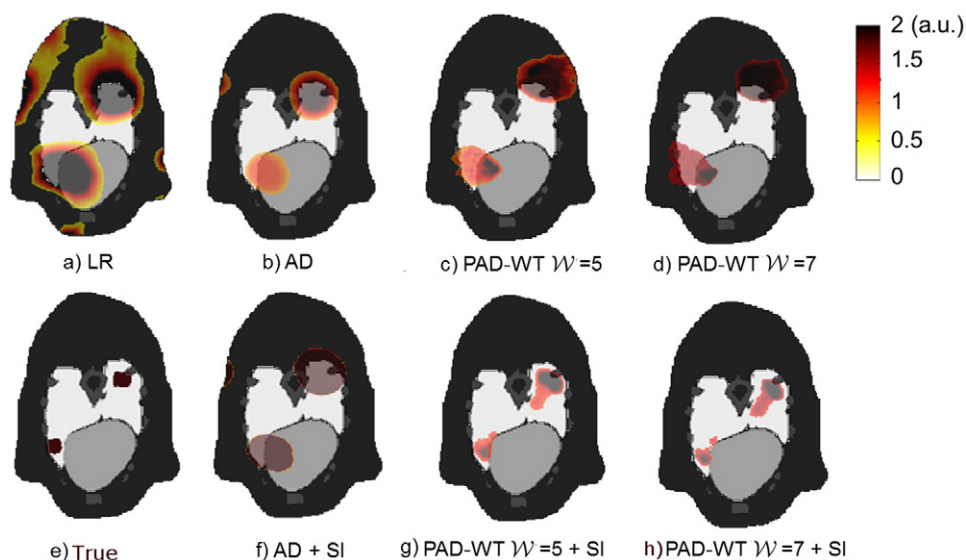 2 (a.u.)
1.5
1
0.5
0
a) LR
b) AD
c) PAD-WT 𝒲=5
d) PAD-WT 𝒲=7
e) True
f) AD + SI
g) PAD-WT 𝒲=5 + SI
h) PAD-WT 𝒲=7 + SI